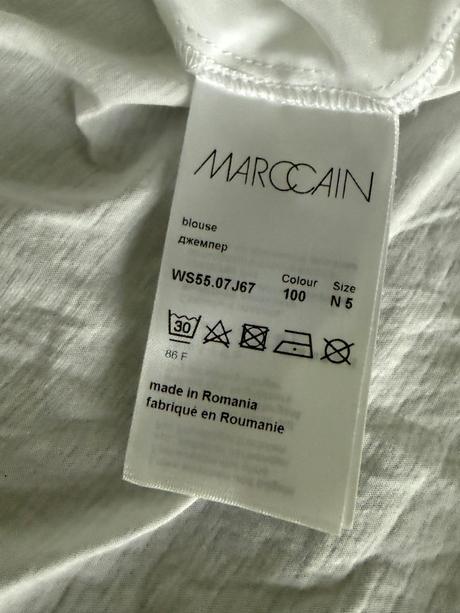 MARCCAIN
blouse
джемпер
WS55.07J67 Colour 100 Size N 5
30
86 F
made in Romania
fabriqué en Roumanie